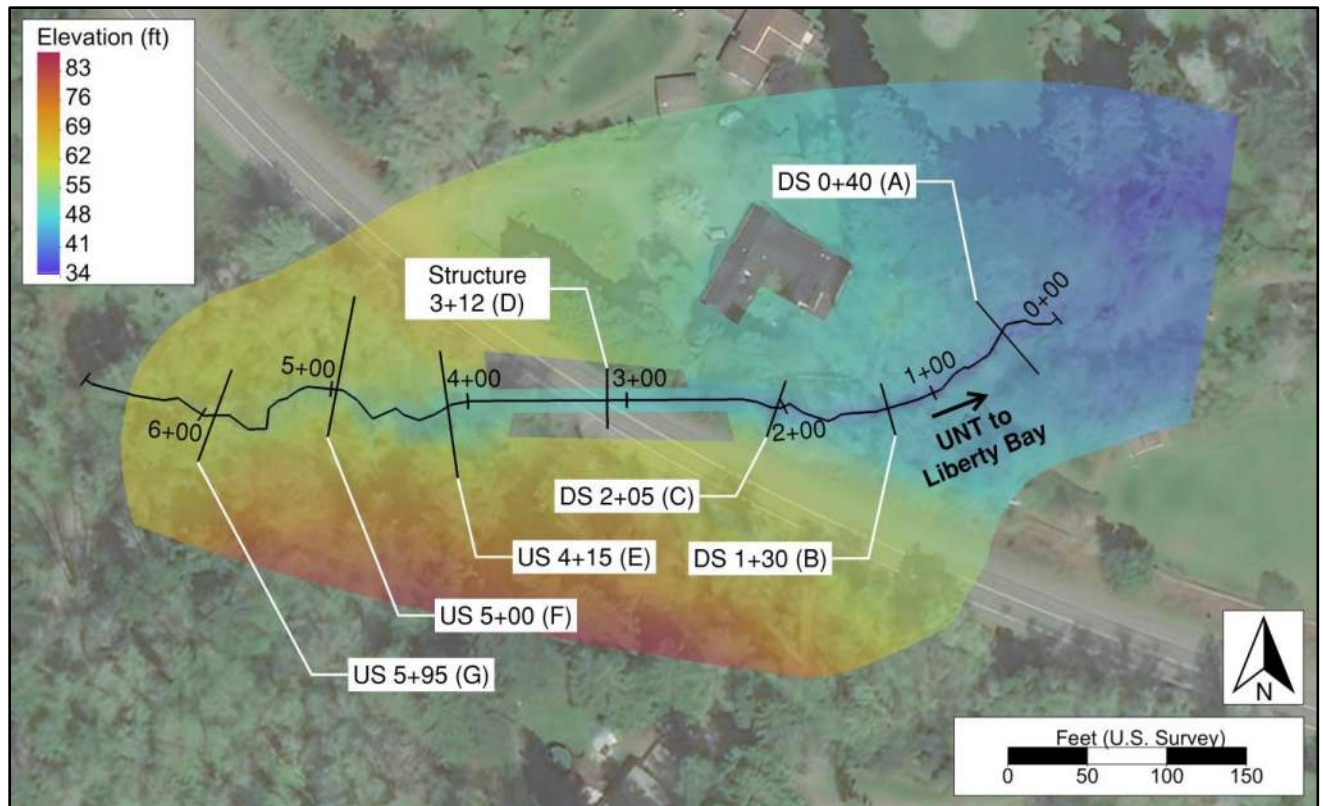 Elevation (ft)
83
76
69
62
55
48
41
34
DS 0+40 (A)
Structure
3+12 (D)
0+00
1+00
2+00
3+00
4+00
5+00
6+00
UNT to
Liberty Bay
DS 2+05 (C)
DS 1+30 (B)
US 4+15 (E)
US 5+00 (F)
US 5+95 (G)
N
Feet (U.S. Survey)
0 50 100 150